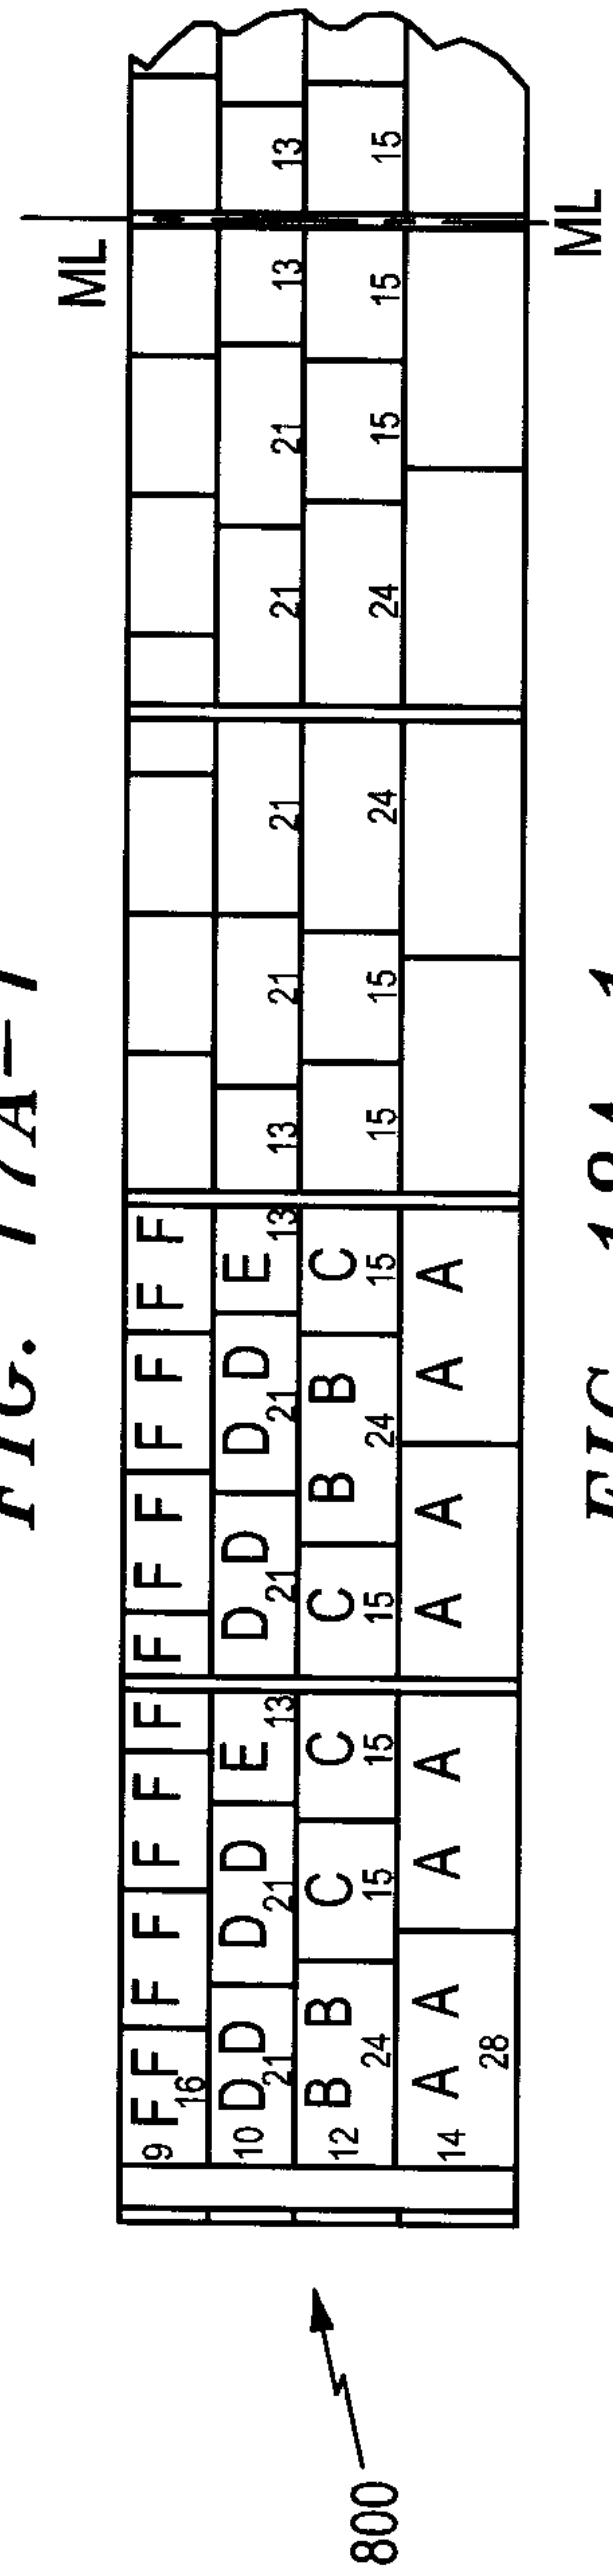 FIG. 17A-1
ML
F F F F F F F F F F F F F F
9 16
D D D D E D D D D E
10 21 21 13 21 21 13 13 21 21 21 21 13 13
B B C C C B B C
12 24 15 15 15 24 15 15 15 24 24 15 15 15
A A A A A A A A
14 28
800
ML
FIG. 18A-1